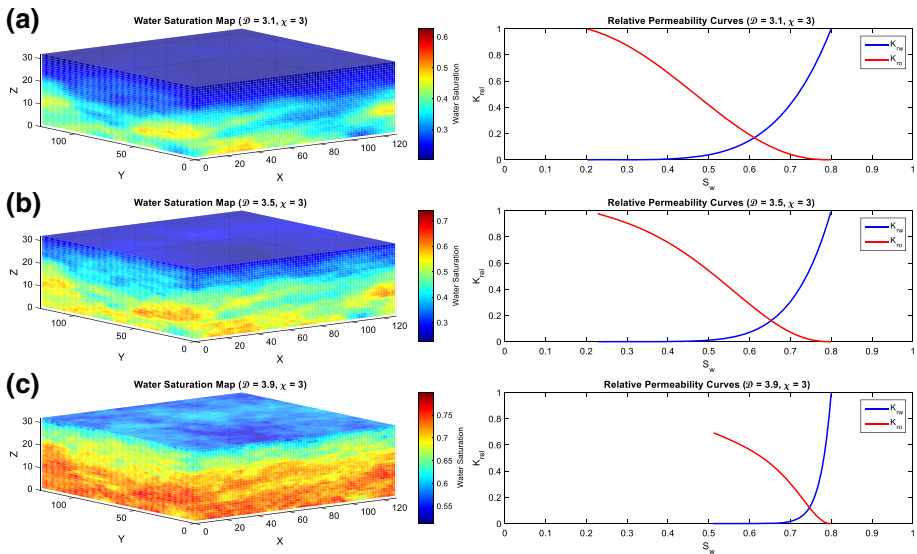 (a)
Water Saturation Map (𝒟 = 3.1, χ = 3)
30
20
10
0
Z
100
50
0
Y
0
20
40
60
80
100
120
X
0.6
0.5
0.4
0.3
Water Saturation
Relative Permeability Curves (𝒟 = 3.1, χ = 3)
1
0.8
0.6
0.4
0.2
0
K_rel
0 0.1 0.2 0.3 0.4 0.5 0.6 0.7 0.8 0.9 1
S_w
K_rw
K_ro
(b)
Water Saturation Map (𝒟 = 3.5, χ = 3)
30
20
10
0
Z
100
50
0
Y
0
20
40
60
80
100
120
X
0.7
0.6
0.5
0.4
0.3
Water Saturation
Relative Permeability Curves (𝒟 = 3.5, χ = 3)
1
0.8
0.6
0.4
0.2
0
K_rel
0 0.1 0.2 0.3 0.4 0.5 0.6 0.7 0.8 0.9 1
S_w
K_rw
K_ro
(c)
Water Saturation Map (𝒟 = 3.9, χ = 3)
30
20
10
0
Z
100
50
0
Y
0
20
40
60
80
100
120
X
0.75
0.7
0.65
0.6
0.55
Water Saturation
Relative Permeability Curves (𝒟 = 3.9, χ = 3)
1
0.8
0.6
0.4
0.2
0
K_rel
0 0.1 0.2 0.3 0.4 0.5 0.6 0.7 0.8 0.9 1
S_w
K_rw
K_ro